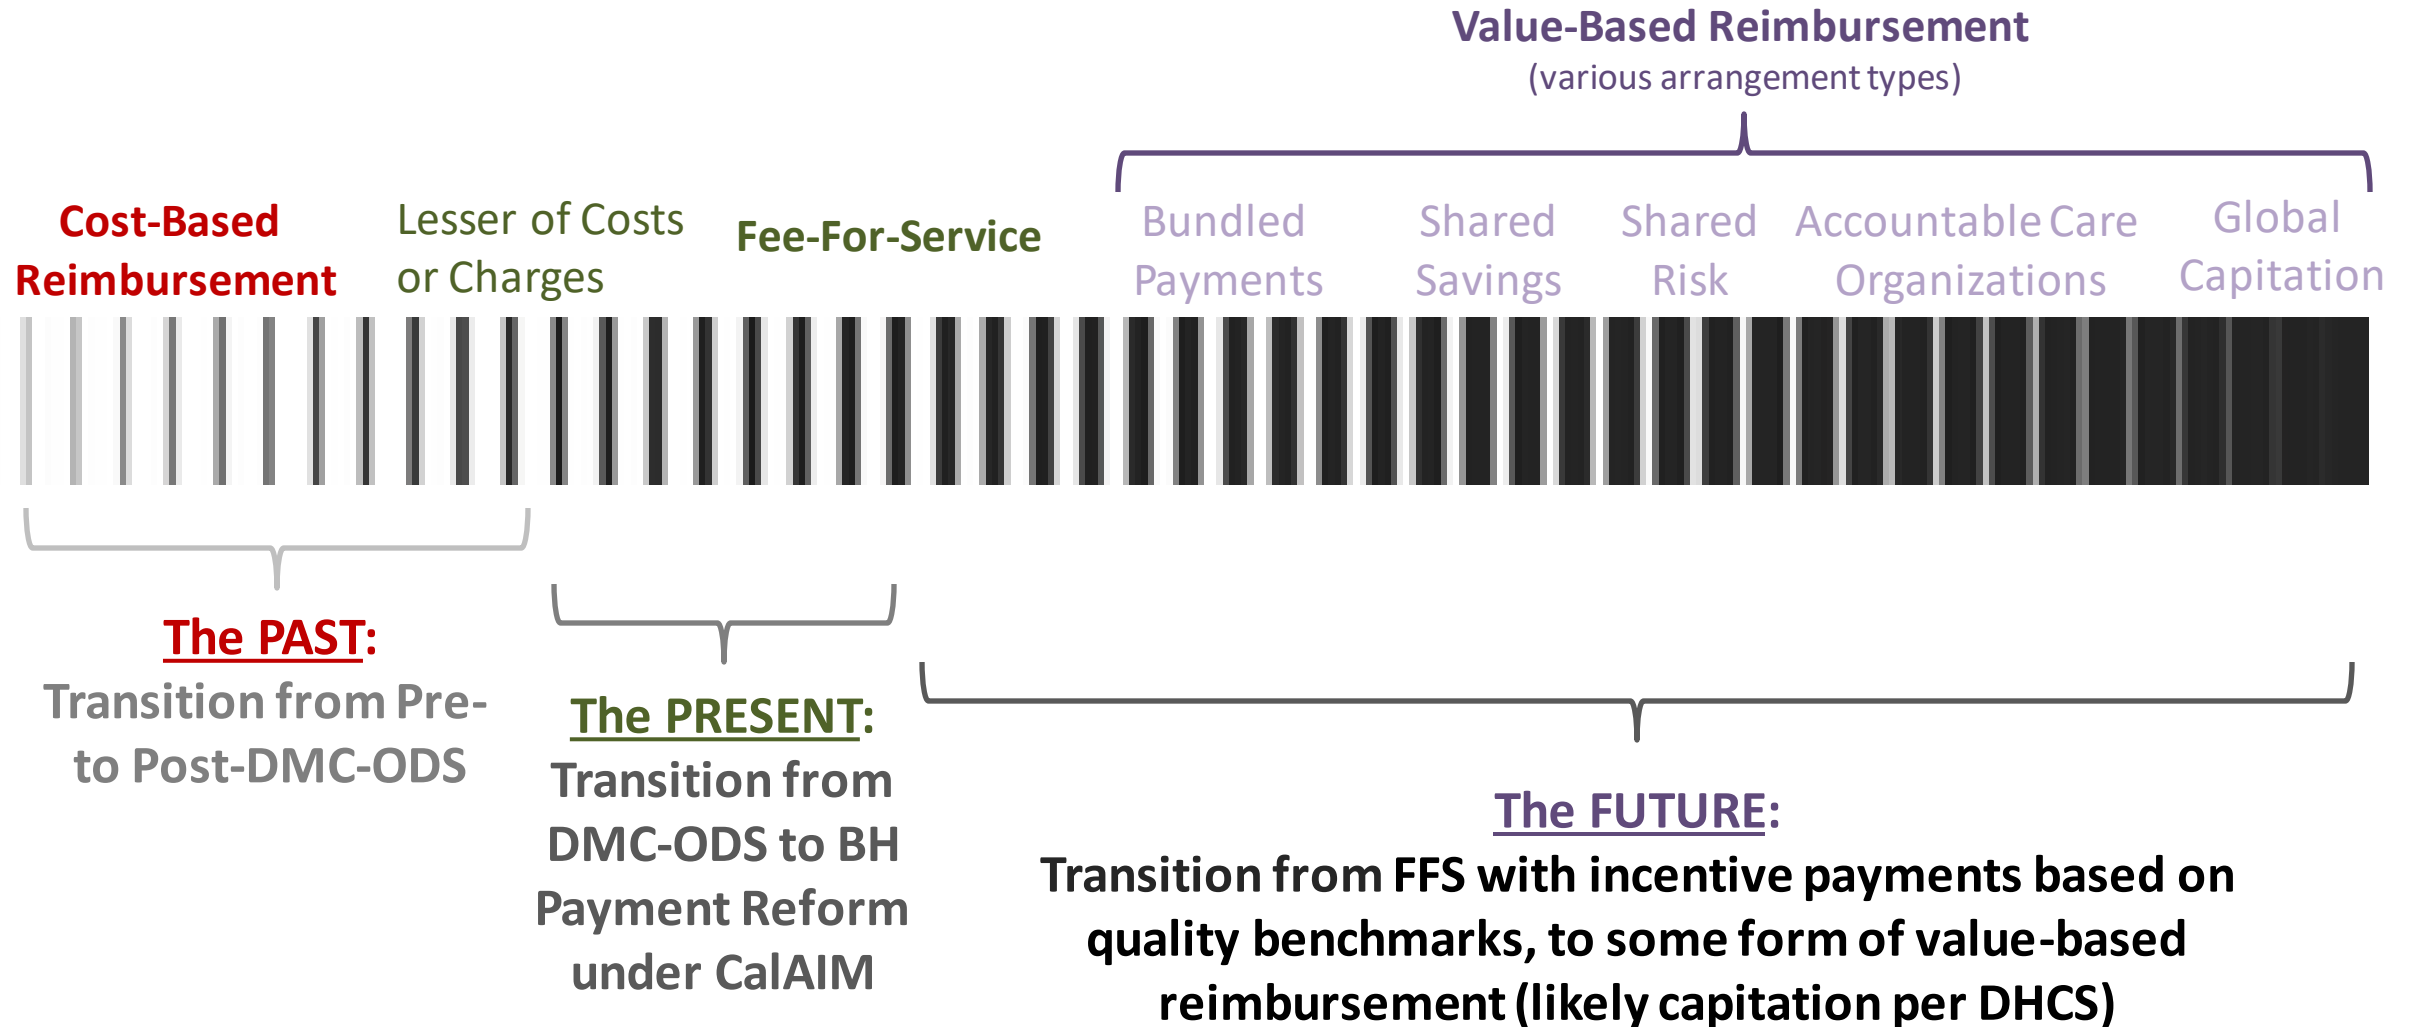 Value-Based Reimbursement
(various arrangement types)
Cost-Based
Reimbursement
Lesser of Costs
or Charges
Fee-For-Service
Bundled
Payments
Shared
Savings
Shared
Risk
Accountable Care
Organizations
Global
Capitation
The PAST:
Transition from Pre-
to Post-DMC-ODS
The PRESENT:
Transition from
DMC-ODS to BH
Payment Reform
under CalAIM
The FUTURE:
Transition from FFS with incentive payments based on
quality benchmarks, to some form of value-based
reimbursement (likely capitation per DHCS)